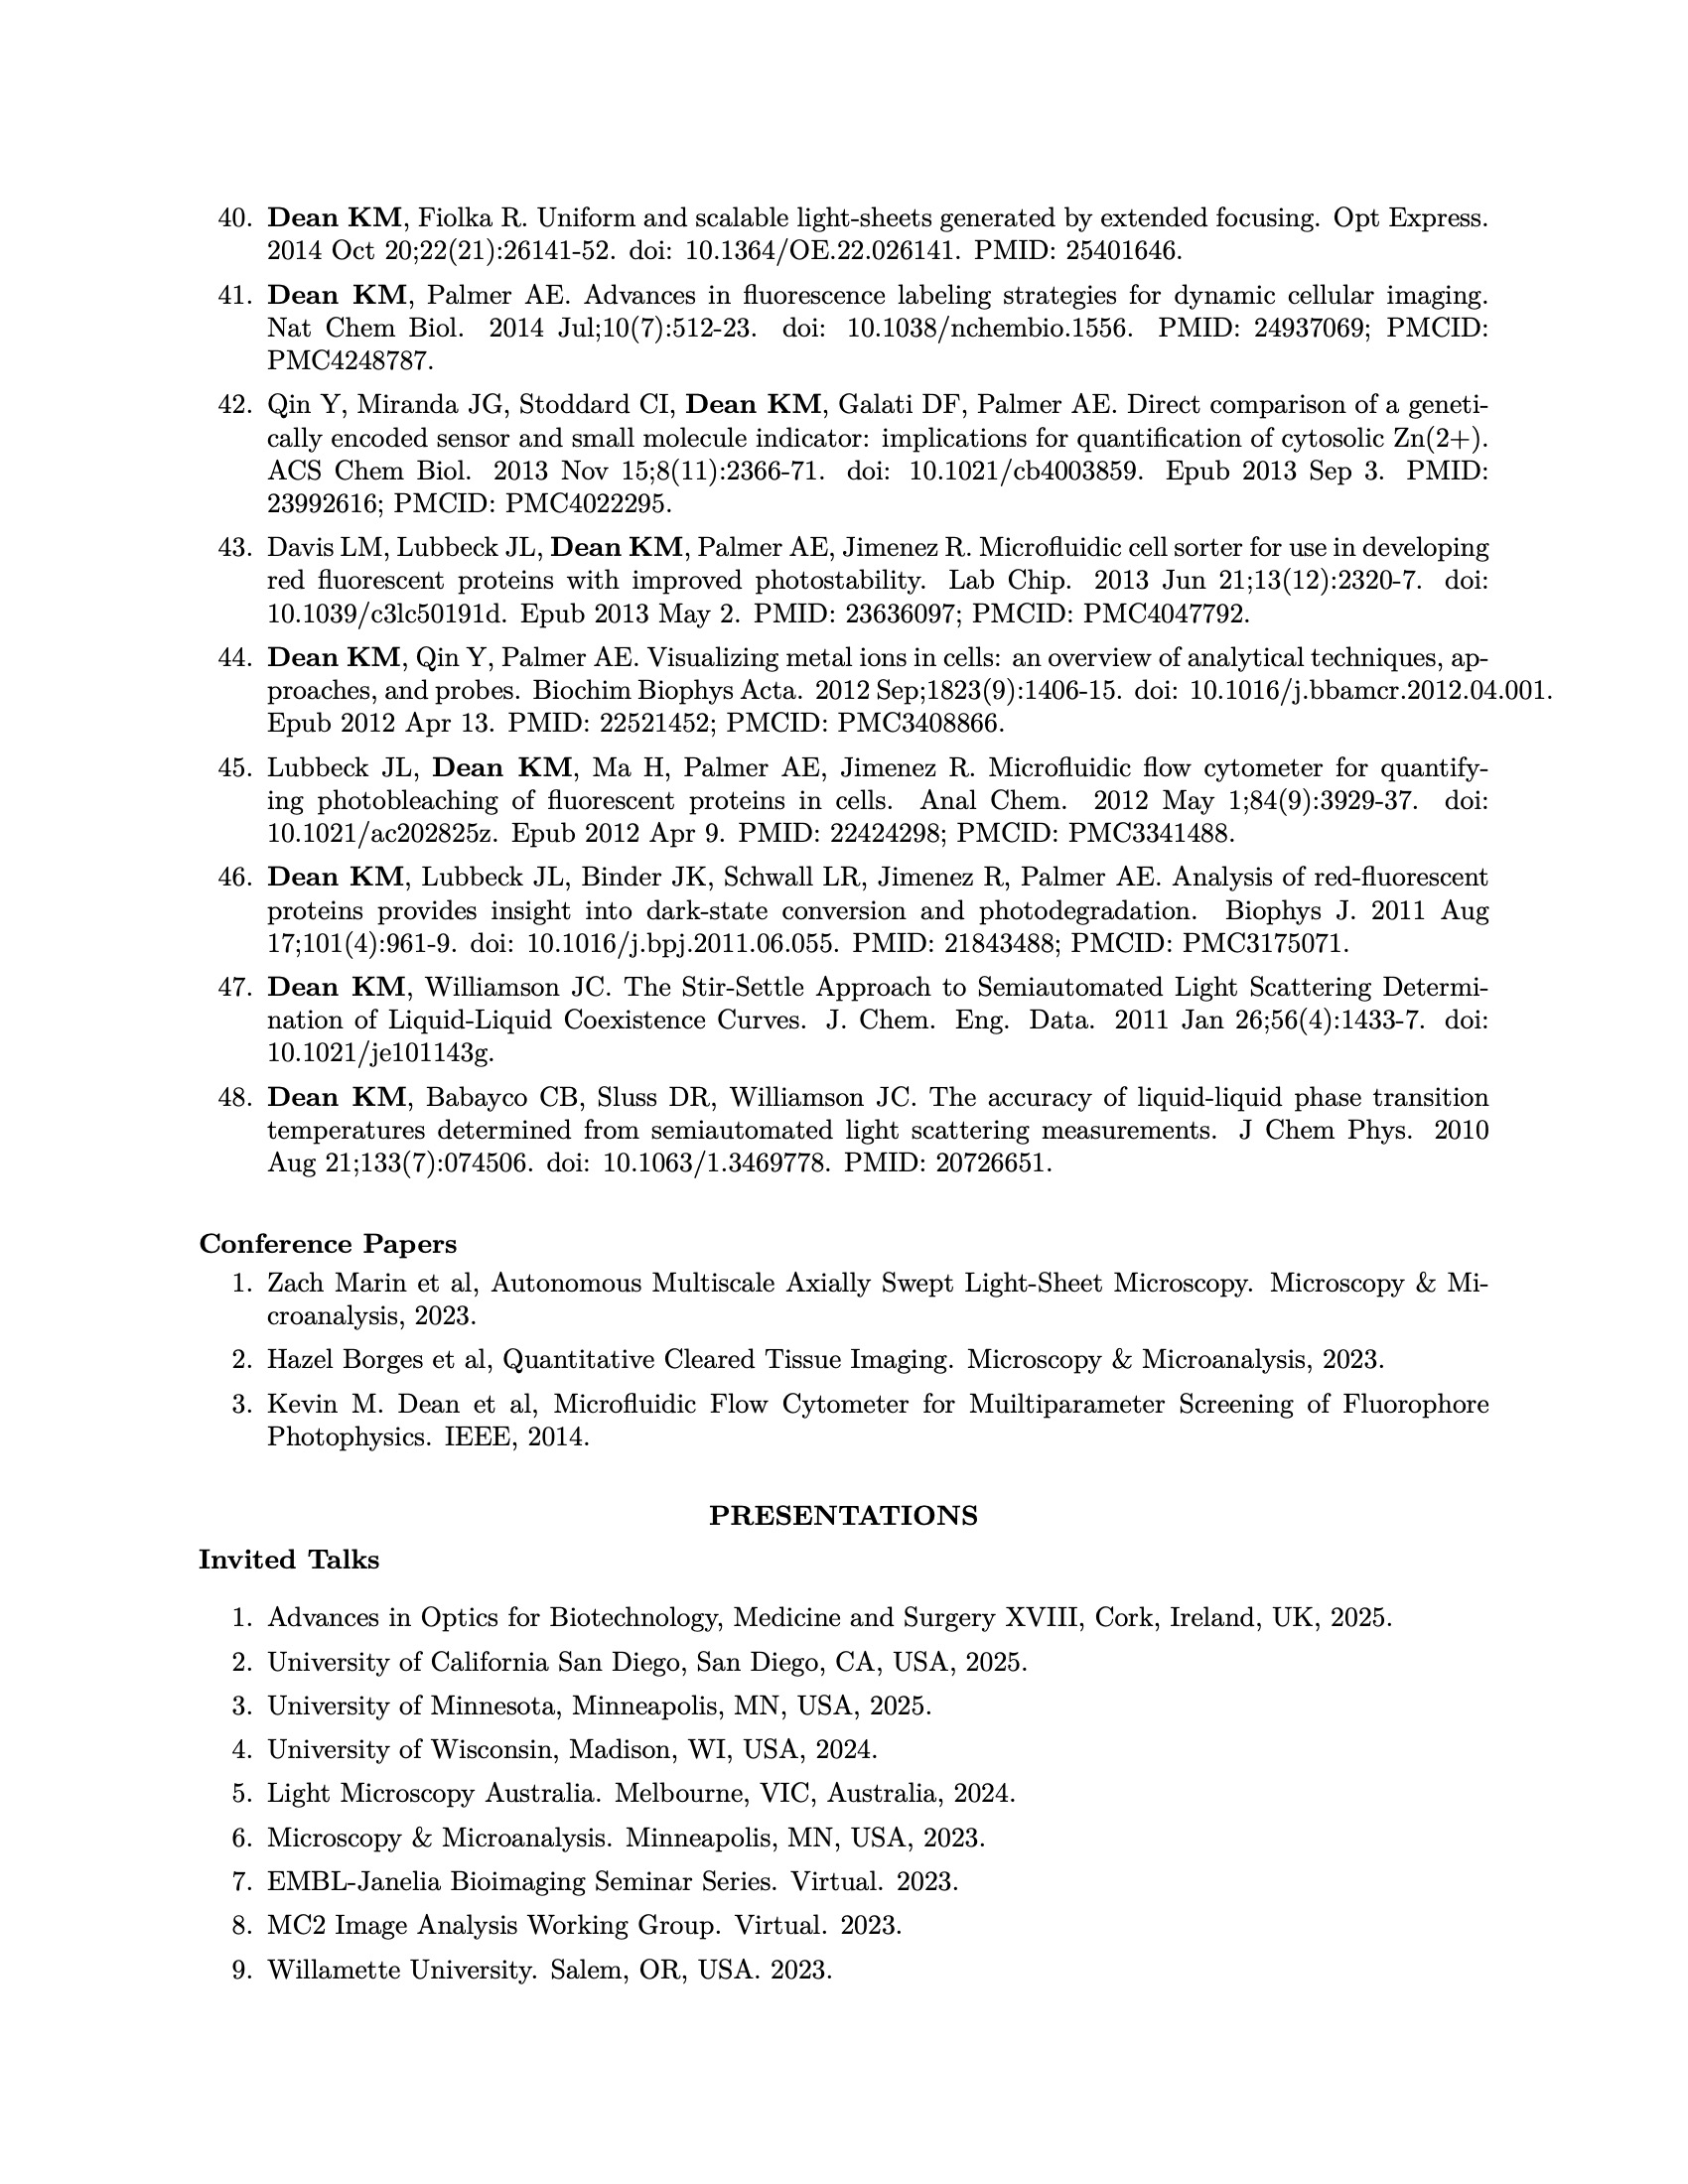 40. Dean KM, Fiolka R. Uniform and scalable light-sheets generated by extended focusing. Opt Express.
2014 Oct 20;22(21):26141-52. doi: 10.1364/OE.22.026141. PMID: 25401646.
41. Dean KM, Palmer AE. Advances in fluorescence labeling strategies for dynamic cellular imaging.
Nat Chem Biol. 2014 Jul;10(7):512-23. doi: 10.1038/nchembio.1556. PMID: 24937069; PMCID:
PMC4248787.
42. Qin Y, Miranda JG, Stoddard CI, Dean KM, Galati DF, Palmer AE. Direct comparison of a geneti-
cally encoded sensor and small molecule indicator: implications for quantification of cytosolic Zn(2+).
ACS Chem Biol. 2013 Nov 15;8(11):2366-71. doi: 10.1021/cb4003859. Epub 2013 Sep 3. PMID:
23992616; PMCID: PMC4022295.
43. Davis LM, Lubbeck JL, Dean KM, Palmer AE, Jimenez R. Microfluidic cell sorter for use in developing
red fluorescent proteins with improved photostability. Lab Chip. 2013 Jun 21;13(12):2320-7. doi:
10.1039/c3lc50191d. Epub 2013 May 2. PMID: 23636097; PMCID: PMC4047792.
44. Dean KM, Qin Y, Palmer AE. Visualizing metal ions in cells: an overview of analytical techniques, ap-
proaches, and probes. Biochim Biophys Acta. 2012 Sep;1823(9):1406-15. doi: 10.1016/j.bbamcr.2012.04.001.
Epub 2012 Apr 13. PMID: 22521452; PMCID: PMC3408866.
45. Lubbeck JL, Dean KM, Ma H, Palmer AE, Jimenez R. Microfluidic flow cytometer for quantify-
ing photobleaching of fluorescent proteins in cells. Anal Chem. 2012 May 1;84(9):3929-37. doi:
10.1021/ac202825z. Epub 2012 Apr 9. PMID: 22424298; PMCID: PMC3341488.
46. Dean KM, Lubbeck JL, Binder JK, Schwall LR, Jimenez R, Palmer AE. Analysis of red-fluorescent
proteins provides insight into dark-state conversion and photodegradation. Biophys J. 2011 Aug
17;101(4):961-9. doi: 10.1016/j.bpj.2011.06.055. PMID: 21843488; PMCID: PMC3175071.
47. Dean KM, Williamson JC. The Stir-Settle Approach to Semiautomated Light Scattering Determi-
nation of Liquid-Liquid Coexistence Curves. J. Chem. Eng. Data. 2011 Jan 26;56(4):1433-7. doi:
10.1021/je101143g.
48. Dean KM, Babayco CB, Sluss DR, Williamson JC. The accuracy of liquid-liquid phase transition
temperatures determined from semiautomated light scattering measurements. J Chem Phys. 2010
Aug 21;133(7):074506. doi: 10.1063/1.3469778. PMID: 20726651.
Conference Papers
1. Zach Marin et al, Autonomous Multiscale Axially Swept Light-Sheet Microscopy. Microscopy & Mi-
croanalysis, 2023.
2. Hazel Borges et al, Quantitative Cleared Tissue Imaging. Microscopy & Microanalysis, 2023.
3. Kevin M. Dean et al, Microfluidic Flow Cytometer for Muiltiparameter Screening of Fluorophore
Photophysics. IEEE, 2014.
PRESENTATIONS
Invited Talks
1. Advances in Optics for Biotechnology, Medicine and Surgery XVIII, Cork, Ireland, UK, 2025.
2. University of California San Diego, San Diego, CA, USA, 2025.
3. University of Minnesota, Minneapolis, MN, USA, 2025.
4. University of Wisconsin, Madison, WI, USA, 2024.
5. Light Microscopy Australia. Melbourne, VIC, Australia, 2024.
6. Microscopy & Microanalysis. Minneapolis, MN, USA, 2023.
7. EMBL-Janelia Bioimaging Seminar Series. Virtual. 2023.
8. MC2 Image Analysis Working Group. Virtual. 2023.
9. Willamette University. Salem, OR, USA. 2023.